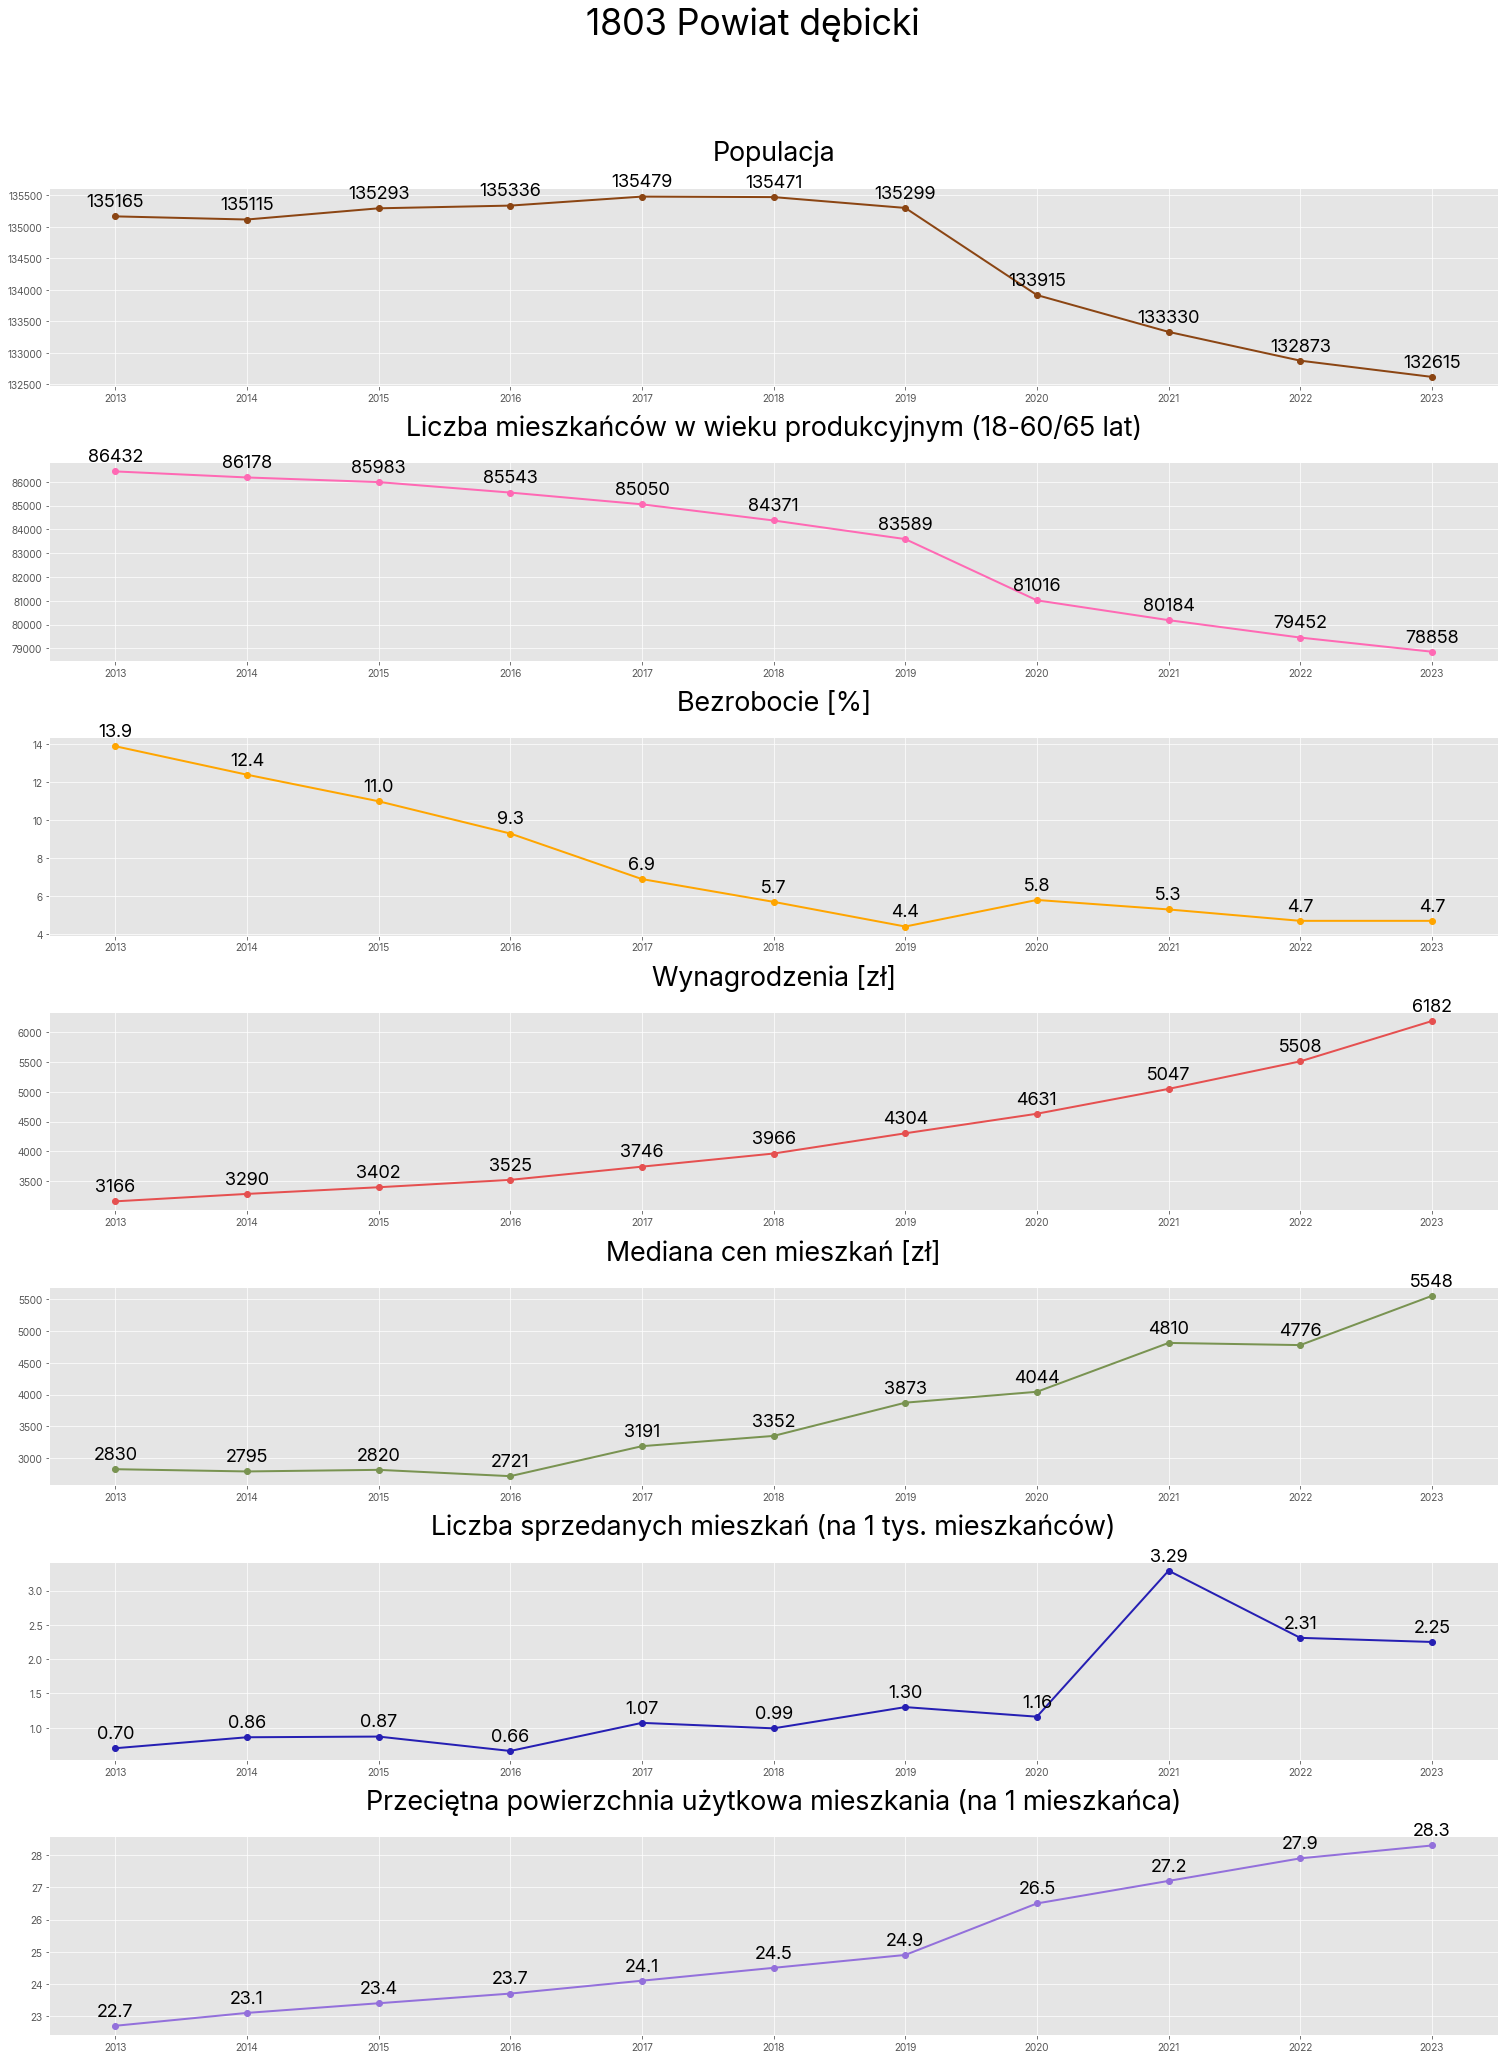 1803 Powiat dębicki
Populacja
135165 135115 135293 135336 135479 135471 135299 133915 133330 132873 132615
135500
135000
134500
134000
133500
133000
132500
2013 2014 2015 2016 2017 2018 2019 2020 2021 2022 2023
Liczba mieszkańców w wieku produkcyjnym (18-60/65 lat)
86432 86178 85983 85543 85050 84371 83589 81016 80184 79452 78858
86000
85000
84000
83000
82000
81000
80000
79000
2013 2014 2015 2016 2017 2018 2019 2020 2021 2022 2023
Bezrobocie [%]
13.9 12.4 11.0 9.3 6.9 5.7 4.4 5.8 5.3 4.7 4.7
14
12
10
8
6
4
2013 2014 2015 2016 2017 2018 2019 2020 2021 2022 2023
Wynagrodzenia [zł]
3166 3290 3402 3525 3746 3966 4304 4631 5047 5508 6182
6000
5500
5000
4500
4000
3500
2013 2014 2015 2016 2017 2018 2019 2020 2021 2022 2023
Mediana cen mieszkań [zł]
2830 2795 2820 2721 3191 3352 3873 4044 4810 4776 5548
5500
5000
4500
4000
3500
3000
2013 2014 2015 2016 2017 2018 2019 2020 2021 2022 2023
Liczba sprzedanych mieszkań (na 1 tys. mieszkańców)
0.70 0.86 0.87 0.66 1.07 0.99 1.30 1.16 3.29 2.31 2.25
3.0
2.5
2.0
1.5
1.0
2013 2014 2015 2016 2017 2018 2019 2020 2021 2022 2023
Przeciętna powierzchnia użytkowa mieszkania (na 1 mieszkańca)
22.7 23.1 23.4 23.7 24.1 24.5 24.9 26.5 27.2 27.9 28.3
28
27
26
25
24
23
2013 2014 2015 2016 2017 2018 2019 2020 2021 2022 2023